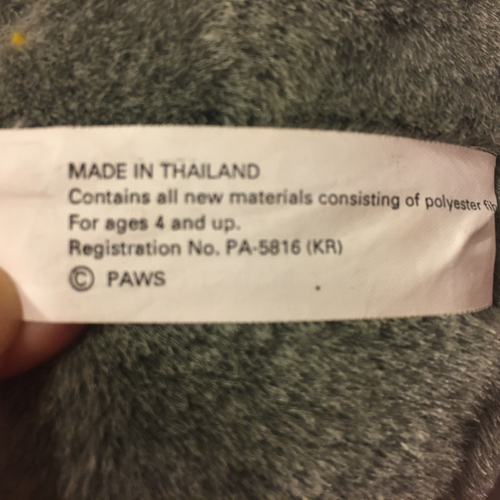 MADE IN THAILAND
Contains all new materials consisting of polyester
For ages 4 and up.
Registration No. PA-5816 (KR)
© PAWS